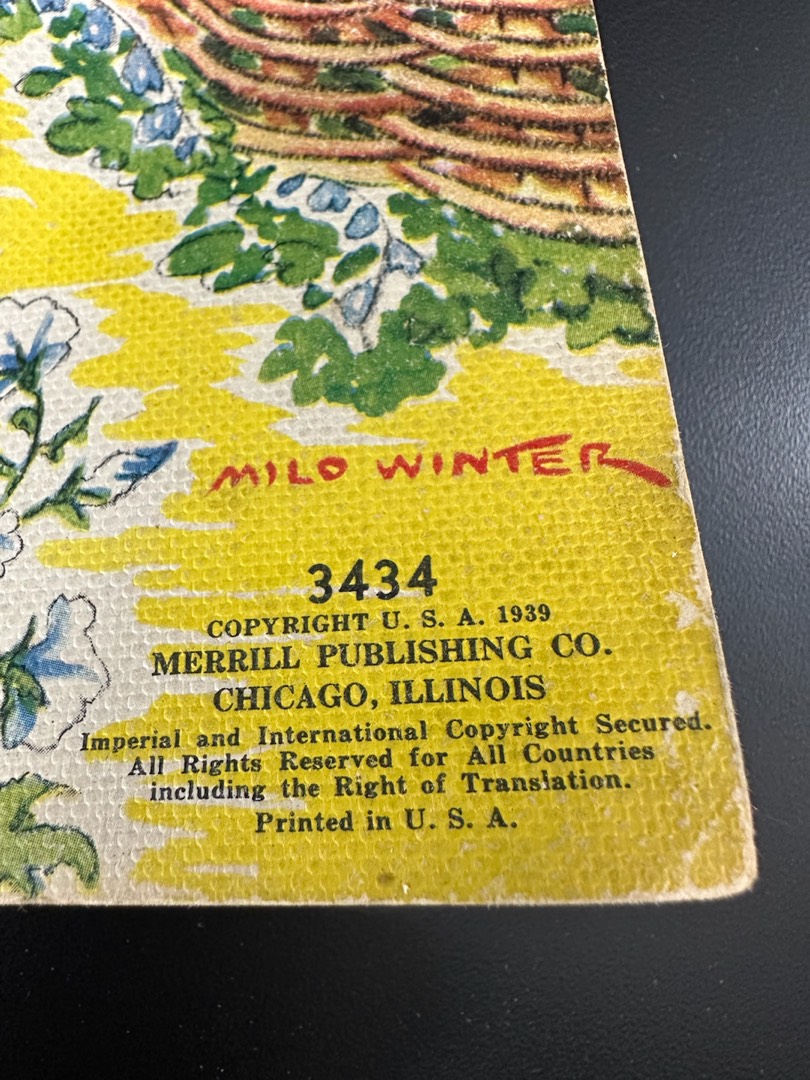 MILO WINTER
3434
COPYRIGHT U. S. A. 1939
MERRILL PUBLISHING CO.
CHICAGO, ILLINOIS
Imperial and International Copyright Secured.
All Rights Reserved for All Countries
including the Right of Translation.
Printed in U. S. A.